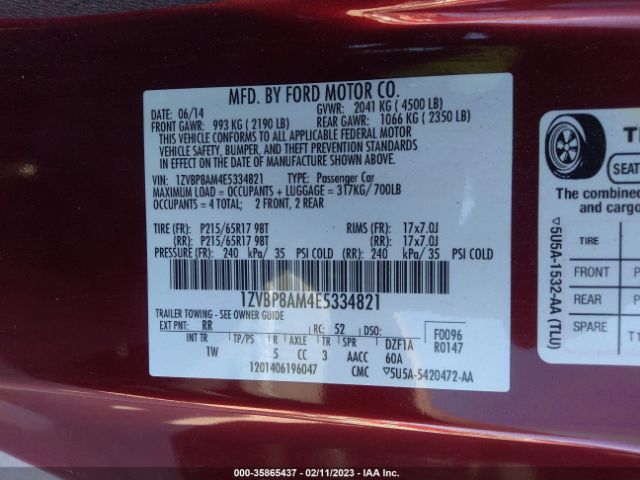 MFD. BY FORD MOTOR CO.
DATE: 06/14 GVWR: 2041 KG ( 4500 LB)
FRONT GAWR: 993 KG ( 2190 LB) REAR GAWR: 1066 KG ( 2350 LB)
THIS VEHICLE CONFORMS TO ALL APPLICABLE FEDERAL MOTOR
VEHICLE SAFETY, BUMPER, AND THEFT PREVENTION STANDARDS
IN EFFECT ON THE DATE OF MANUFACTURE SHOWN ABOVE.
VIN: 1ZVBP8AM4E5334821 TYPE: Passenger Car
MAXIMUM LOAD = OCCUPANTS + LUGGAGE = 317KG/ 700LB
OCCUPANTS = 4 TOTAL; 2 FRONT, 2 REAR
TIRE (FR): P215/65R17 98T RIMS (FR): 17x7.0J
(RR): P215/65R17 98T (RR): 17x7.0J
PRESSURE (FR): 240 kPa/ 35 PSI COLD (RR): 240 kPa/ 35 PSI COLD
1ZVBP8AM4E5334821
TRAILER TOWING - SEE OWNER GUIDE
EXT PNT: RR RC: 52 DSO: F0096
INT TR TP/PS R AXLE TR SPR DZF1A R0147
1W 5 CC 3 AACC 60A
1201406196047 CMC ▽5U5A-5420472-AA
SEAT
The combined
and cargo
TIRE
FRONT P
REAR P
SPARE T1
▽5U5A-1532-AA (TLU)
000-35865437 - 02/11/2023 - IAA Inc.